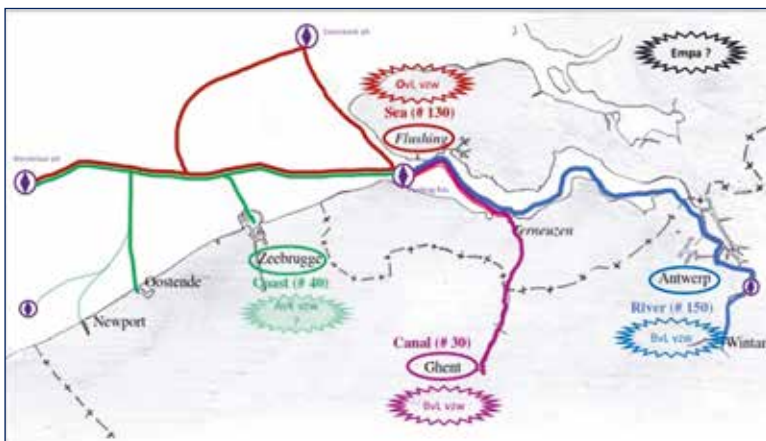 Empa ?
OvL vzw
Sea (# 130)
Flushing
Terneuzen
Zeebrugge
Coast (# 40)
Oostende
Newport
Antwerp
River (# 150)
BvL vzw
Wintam
Canal (# 30)
Ghent
BvL vzw